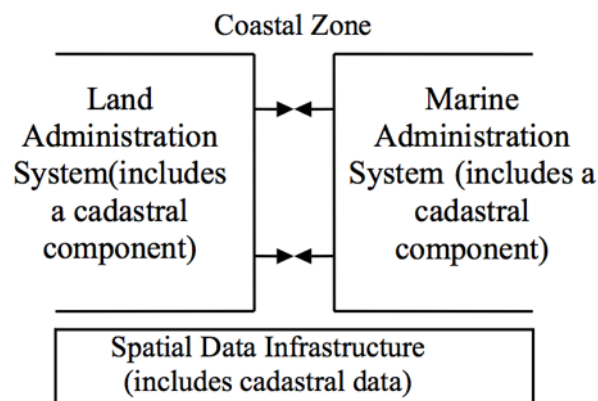 Coastal Zone
Land
Administration
System(includes
a cadastral
component)
Marine
Administration
System (includes a
cadastral
component)
Spatial Data Infrastructure
(includes cadastral data)